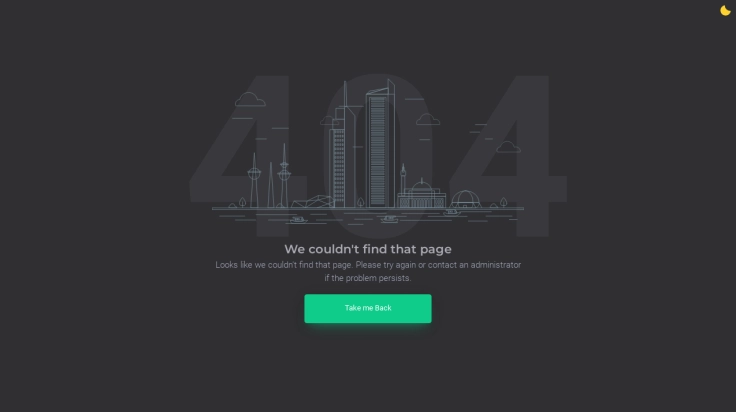 404
We couldn't find that page
Looks like we couldn't find that page. Please try again or contact an administrator
if the problem persists.
Take me Back